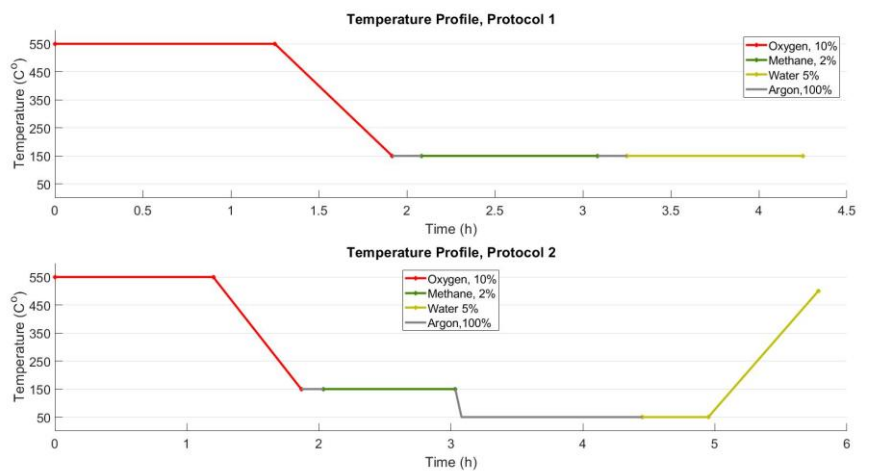 Temperature Profile, Protocol 1
Temperature (C°)
550
450
350
250
150
50
Oxygen, 10%
Methane, 2%
Water 5%
Argon,100%
0 0.5 1 1.5 2 2.5 3 3.5 4 4.5
Time (h)
Temperature Profile, Protocol 2
Temperature (C°)
550
450
350
250
150
50
Oxygen, 10%
Methane, 2%
Water 5%
Argon,100%
0 1 2 3 4 5 6
Time (h)